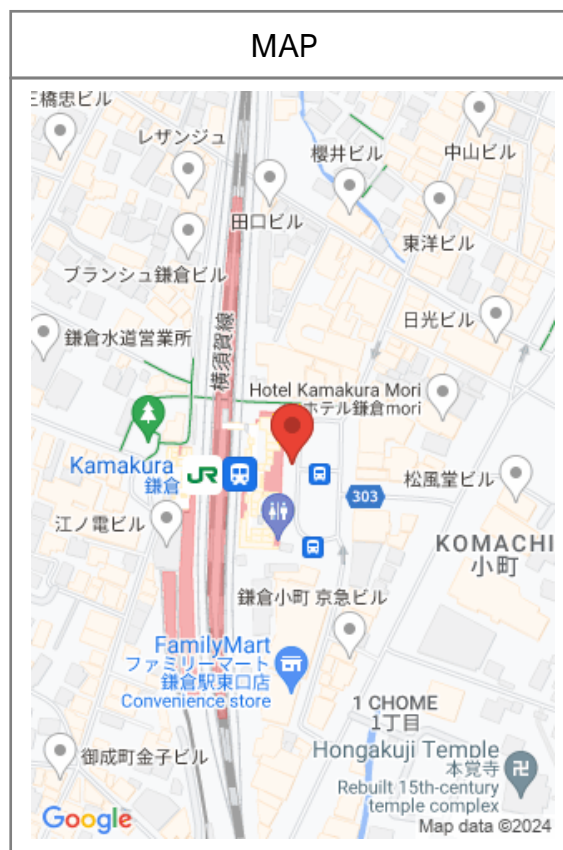 MAP
三橋忠ビル
レザンジュ
櫻井ビル
中山ビル
田口ビル
東洋ビル
ブランシュ鎌倉ビル
日光ビル
鎌倉水道営業所
横須賀線
Hotel Kamakura Mori
ホテル鎌倉mori
Kamakura
鎌倉
JR
303
松風堂ビル
江ノ電ビル
KOMACHI
小町
鎌倉小町 京急ビル
FamilyMart
ファミリーマート
鎌倉駅東口店
Convenience store
1 CHOME
1丁目
Hongakuji Temple
本覚寺
Rebuilt 15th-century
temple complex
御成町金子ビル
Google
Map data ©2024